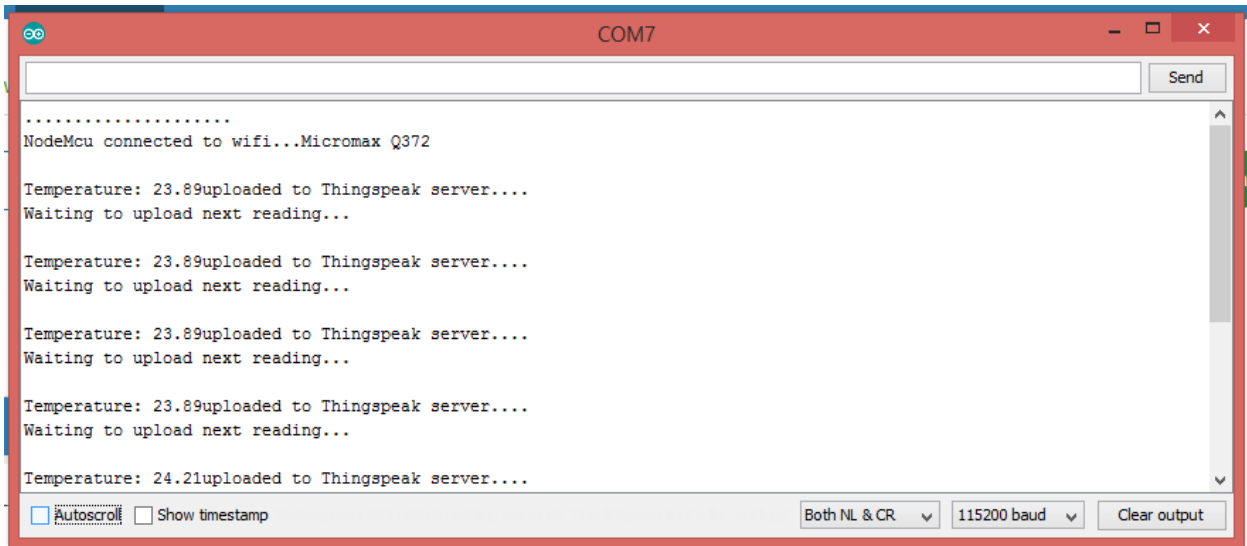 COM7
Send
.....................
NodeMcu connected to wifi...Micromax Q372
Temperature: 23.89uploaded to Thingspeak server....
Waiting to upload next reading...
Temperature: 23.89uploaded to Thingspeak server....
Waiting to upload next reading...
Temperature: 23.89uploaded to Thingspeak server....
Waiting to upload next reading...
Temperature: 23.89uploaded to Thingspeak server....
Waiting to upload next reading...
Temperature: 24.21uploaded to Thingspeak server....
Autoscroll Show timestamp Both NL & CR 115200 baud Clear output